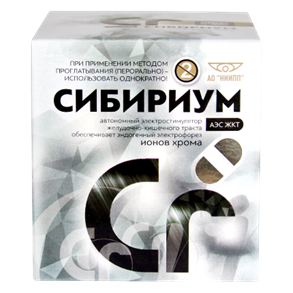 ПРИ ПРИМЕНЕНИИ МЕТОДОМ
ПРОГЛАТЫВАНИЯ (ПЕРОРАЛЬНО) –
ИСПОЛЬЗОВАТЬ ОДНОКРАТНО!
АО "НИИПП"
СИБИРИУМ
автономный электростимулятор
желудочно-кишечного тракта
обеспечивает эндогенный электрофорез
ионов хрома
АЭС ЖКТ
Cr